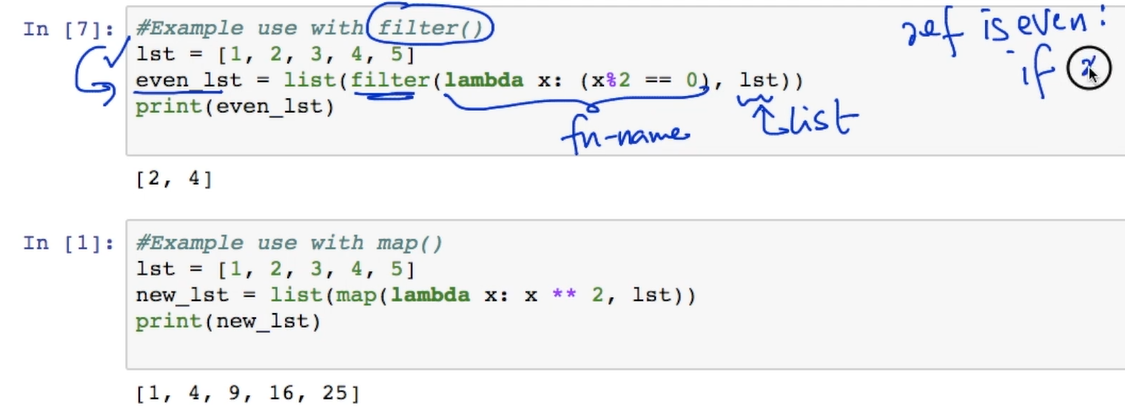 In [7]: #Example use with filter()
lst = [1, 2, 3, 4, 5]
even_lst = list(filter(lambda x: (x%2 == 0), lst))
print(even_lst)
def is even:
if x
fn-name
list
[2, 4]
In [1]: #Example use with map()
lst = [1, 2, 3, 4, 5]
new_lst = list(map(lambda x: x ** 2, lst))
print(new_lst)
[1, 4, 9, 16, 25]